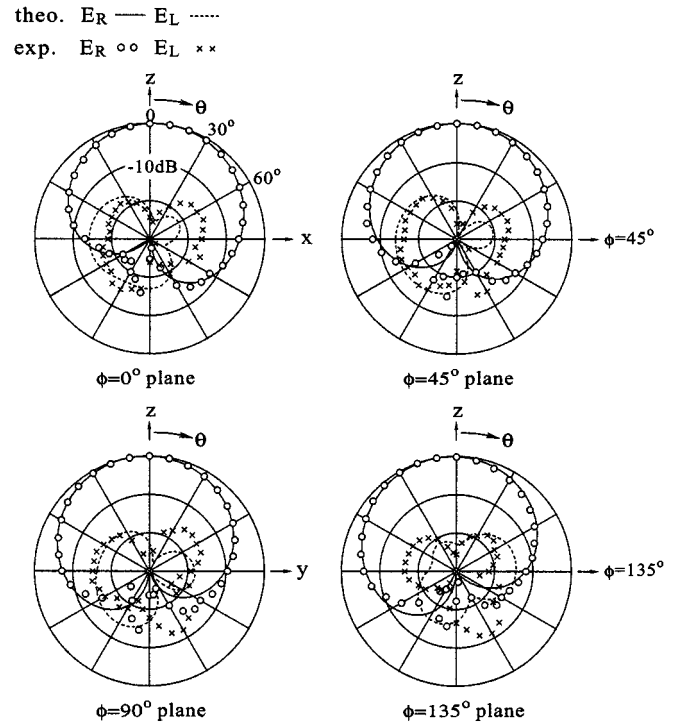 theo. E_R — E_L ----
exp. E_R ∘∘ E_L ××
z
θ
0
30°
-10dB
60°
x
ϕ=0° plane
z
θ
ϕ=45°
ϕ=45° plane
z
θ
y
ϕ=90° plane
z
θ
ϕ=135°
ϕ=135° plane